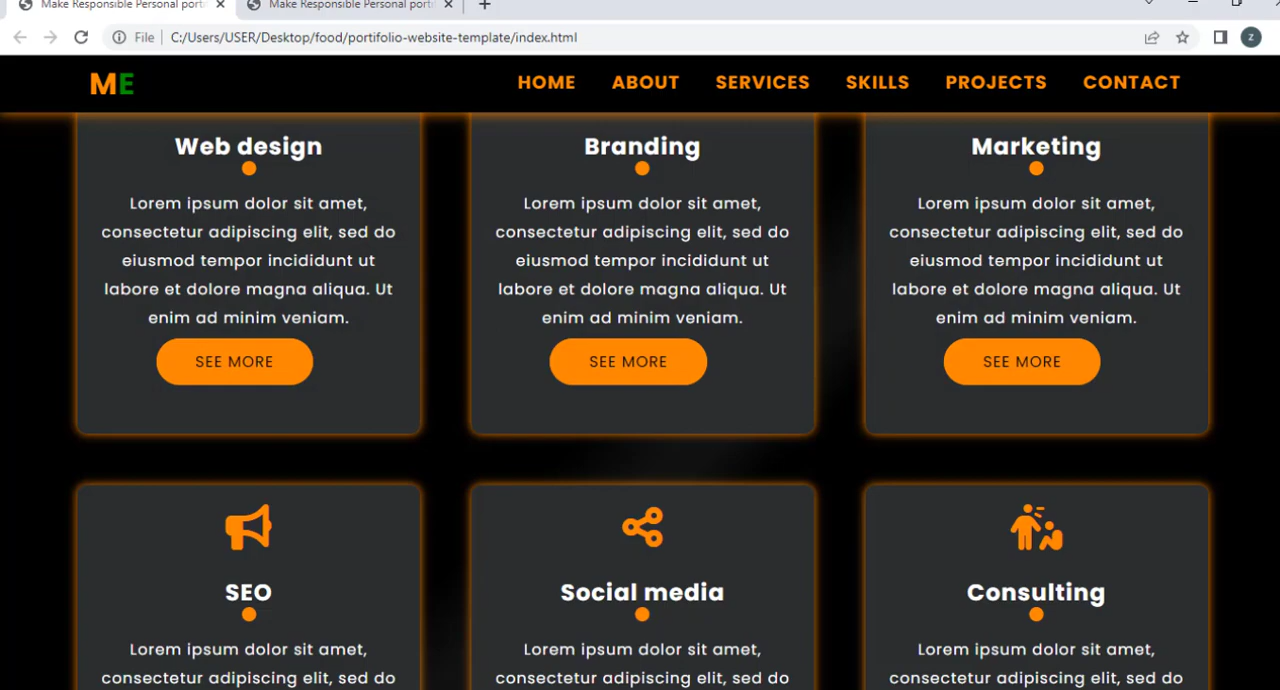 Make Responsible Personal port
Make Responsible Personal port
File
C:/Users/USER/Desktop/food/portifolio-website-template/index.html
Z
ME
HOME ABOUT SERVICES SKILLS PROJECTS CONTACT
Web design
Lorem ipsum dolor sit amet,
consectetur adipiscing elit, sed do
eiusmod tempor incididunt ut
labore et dolore magna aliqua. Ut
enim ad minim veniam.
SEE MORE
Branding
Lorem ipsum dolor sit amet,
consectetur adipiscing elit, sed do
eiusmod tempor incididunt ut
labore et dolore magna aliqua. Ut
enim ad minim veniam.
SEE MORE
Marketing
Lorem ipsum dolor sit amet,
consectetur adipiscing elit, sed do
eiusmod tempor incididunt ut
labore et dolore magna aliqua. Ut
enim ad minim veniam.
SEE MORE
SEO
Lorem ipsum dolor sit amet,
consectetur adipiscing elit, sed do
Social media
Lorem ipsum dolor sit amet,
consectetur adipiscing elit, sed do
Consulting
Lorem ipsum dolor sit amet,
consectetur adipiscing elit, sed do